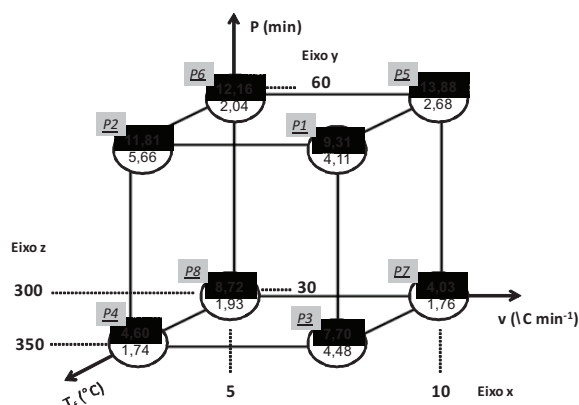 P (min)
Eixo y
P6
12,16
2,04
60
P5
13,88
2,68
P2
11,81
5,66
P1
9,31
4,11
Eixo z
P8
8,72
1,93
30
P7
4,03
1,76
300
v (\C min⁻¹)
P4
4,60
1,74
P3
7,70
4,48
350
5
10
Eixo x
(°C)